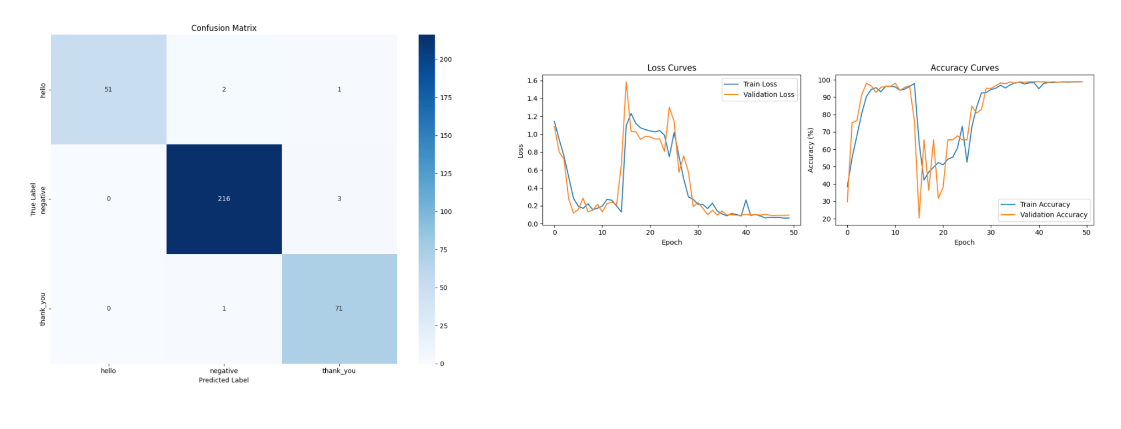 Confusion Matrix
hello
negative
thank_you
True Label
51 2 1
0 216 3
0 1 71
hello negative thank_you
Predicted Label
200
175
150
125
100
75
50
25
0
Loss Curves
Train Loss
Validation Loss
1.6
1.4
1.2
1.0
0.8
0.6
0.4
0.2
0.0
Loss
0 10 20 30 40 50
Epoch
Accuracy Curves
100
90
80
70
60
50
40
30
20
Accuracy (%)
Train Accuracy
Validation Accuracy
0 10 20 30 40 50
Epoch